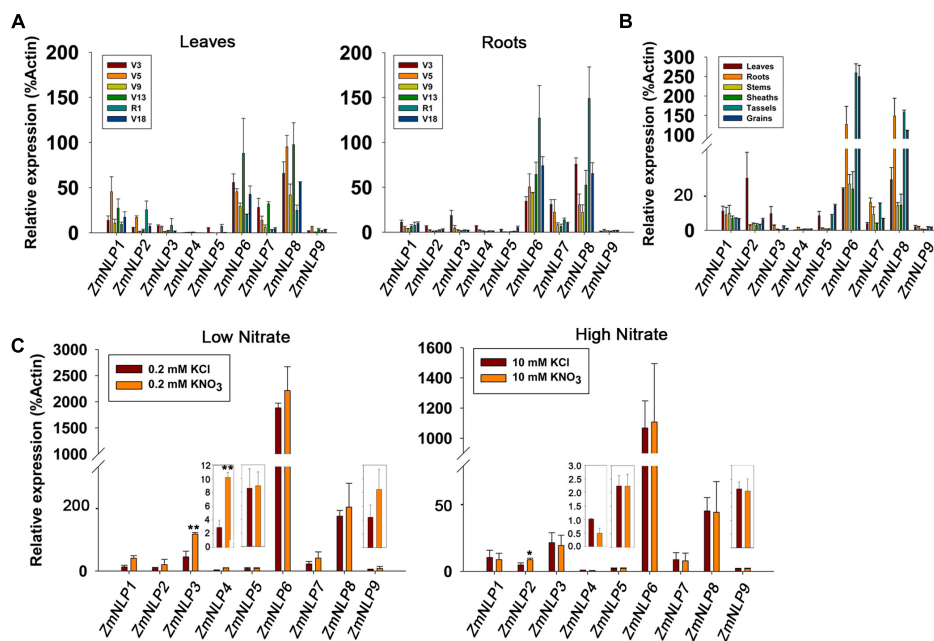 A
Leaves
Relative expression (%Actin)
200
150
100
50
0
V3
V5
V9
V13
R1
V18
ZmNLP1
ZmNLP2
ZmNLP3
ZmNLP4
ZmNLP5
ZmNLP6
ZmNLP7
ZmNLP8
ZmNLP9
Roots
200
150
100
50
0
V3
V5
V9
V13
R1
V18
ZmNLP1
ZmNLP2
ZmNLP3
ZmNLP4
ZmNLP5
ZmNLP6
ZmNLP7
ZmNLP8
ZmNLP9
B
Relative expression (%Actin)
300
250
200
150
100
20
0
Leaves
Roots
Stems
Sheaths
Tassels
Grains
ZmNLP1
ZmNLP2
ZmNLP3
ZmNLP4
ZmNLP5
ZmNLP6
ZmNLP7
ZmNLP8
ZmNLP9
C
Low Nitrate
Relative expression (%Actin)
3000
2500
2000
1500
1000
200
0
0.2 mM KCl
0.2 mM KNO₃
**
12
10
8
6
4
2
0
**
ZmNLP1
ZmNLP2
ZmNLP3
ZmNLP4
ZmNLP5
ZmNLP6
ZmNLP7
ZmNLP8
ZmNLP9
High Nitrate
1600
1400
1200
1000
50
0
10 mM KCl
10 mM KNO₃
*
3.0
2.5
2.0
1.5
1.0
0.5
0.0
ZmNLP1
ZmNLP2
ZmNLP3
ZmNLP4
ZmNLP5
ZmNLP6
ZmNLP7
ZmNLP8
ZmNLP9